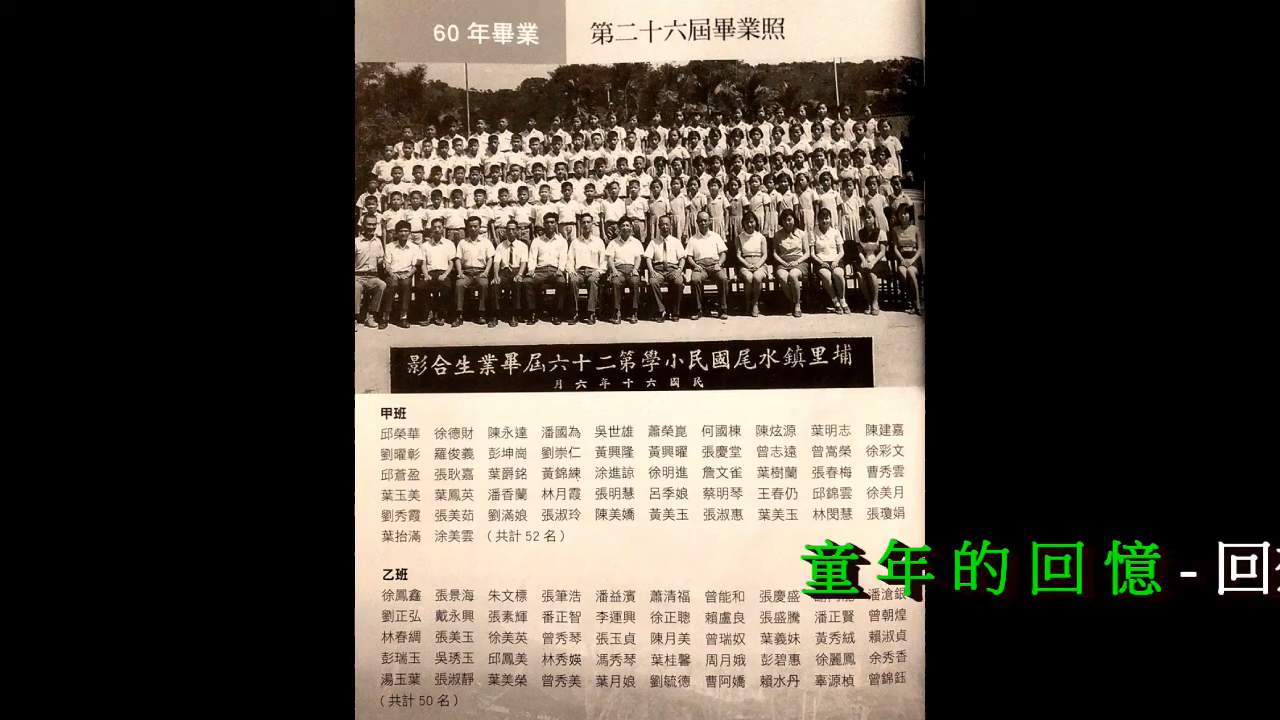 60 年畢業
第二十六屆畢業照
影合生業畢屆六十二第學小民國尾水鎮里埔
月六年十六國民
甲班
邱榮華 徐德財 陳永達 潘國為 吳世雄 蕭榮崑 何國棟 陳炫源 葉明志 陳建嘉
劉曜彰 羅俊義 彭坤崗 劉崇仁 黃興隆 黃興曜 張慶堂 曾志遠 曾嵩榮 徐彩文
邱蒼盈 張耿嘉 葉爵銘 黃錦練 涂進諒 徐明進 詹文雀 葉樹蘭 張春梅 曹秀雲
葉玉美 葉鳳英 潘香蘭 林月霞 張明慧 呂季娘 蔡明琴 王春仍 邱錦雲 徐美月
劉秀霞 張美茹 劉滿娘 張淑玲 陳美嬌 黃美玉 張淑惠 葉美玉 林閔慧 張瓊娟
葉抬滿 涂美雲 (共計 52 名)
童年的回憶 - 回
乙班
徐鳳鑫 張景海 朱文標 張筆浩 潘益濱 蕭清福 曾能和 張慶盛 潘滄銀
劉正弘 戴永興 張素輝 番正智 李運興 徐正聰 賴盧良 張盛騰 潘正賢 曾朝煌
林春綢 張美玉 徐美英 曾秀琴 張玉貞 陳月美 曾瑞奴 葉義妹 黃秀絨 賴淑貞
彭瑞玉 吳琇玉 邱鳳美 林秀媖 馮秀琴 葉桂馨 周月娥 彭碧惠 徐麗鳳 余秀香
湯玉葉 張淑靜 葉美榮 曾秀美 葉月娘 劉毓德 曹阿嬌 賴水丹 辜源楨 曾錦鈺
(共計 50 名)